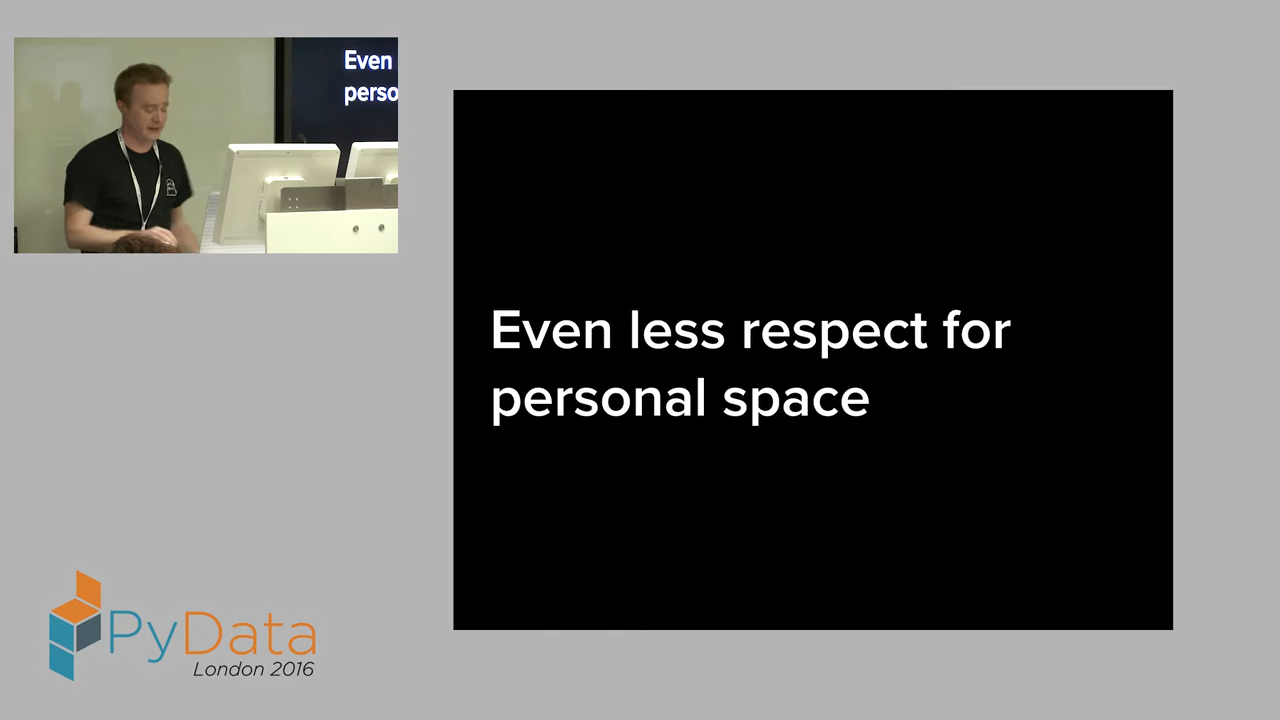 Even
perso
Even less respect for
personal space
PyData
London 2016